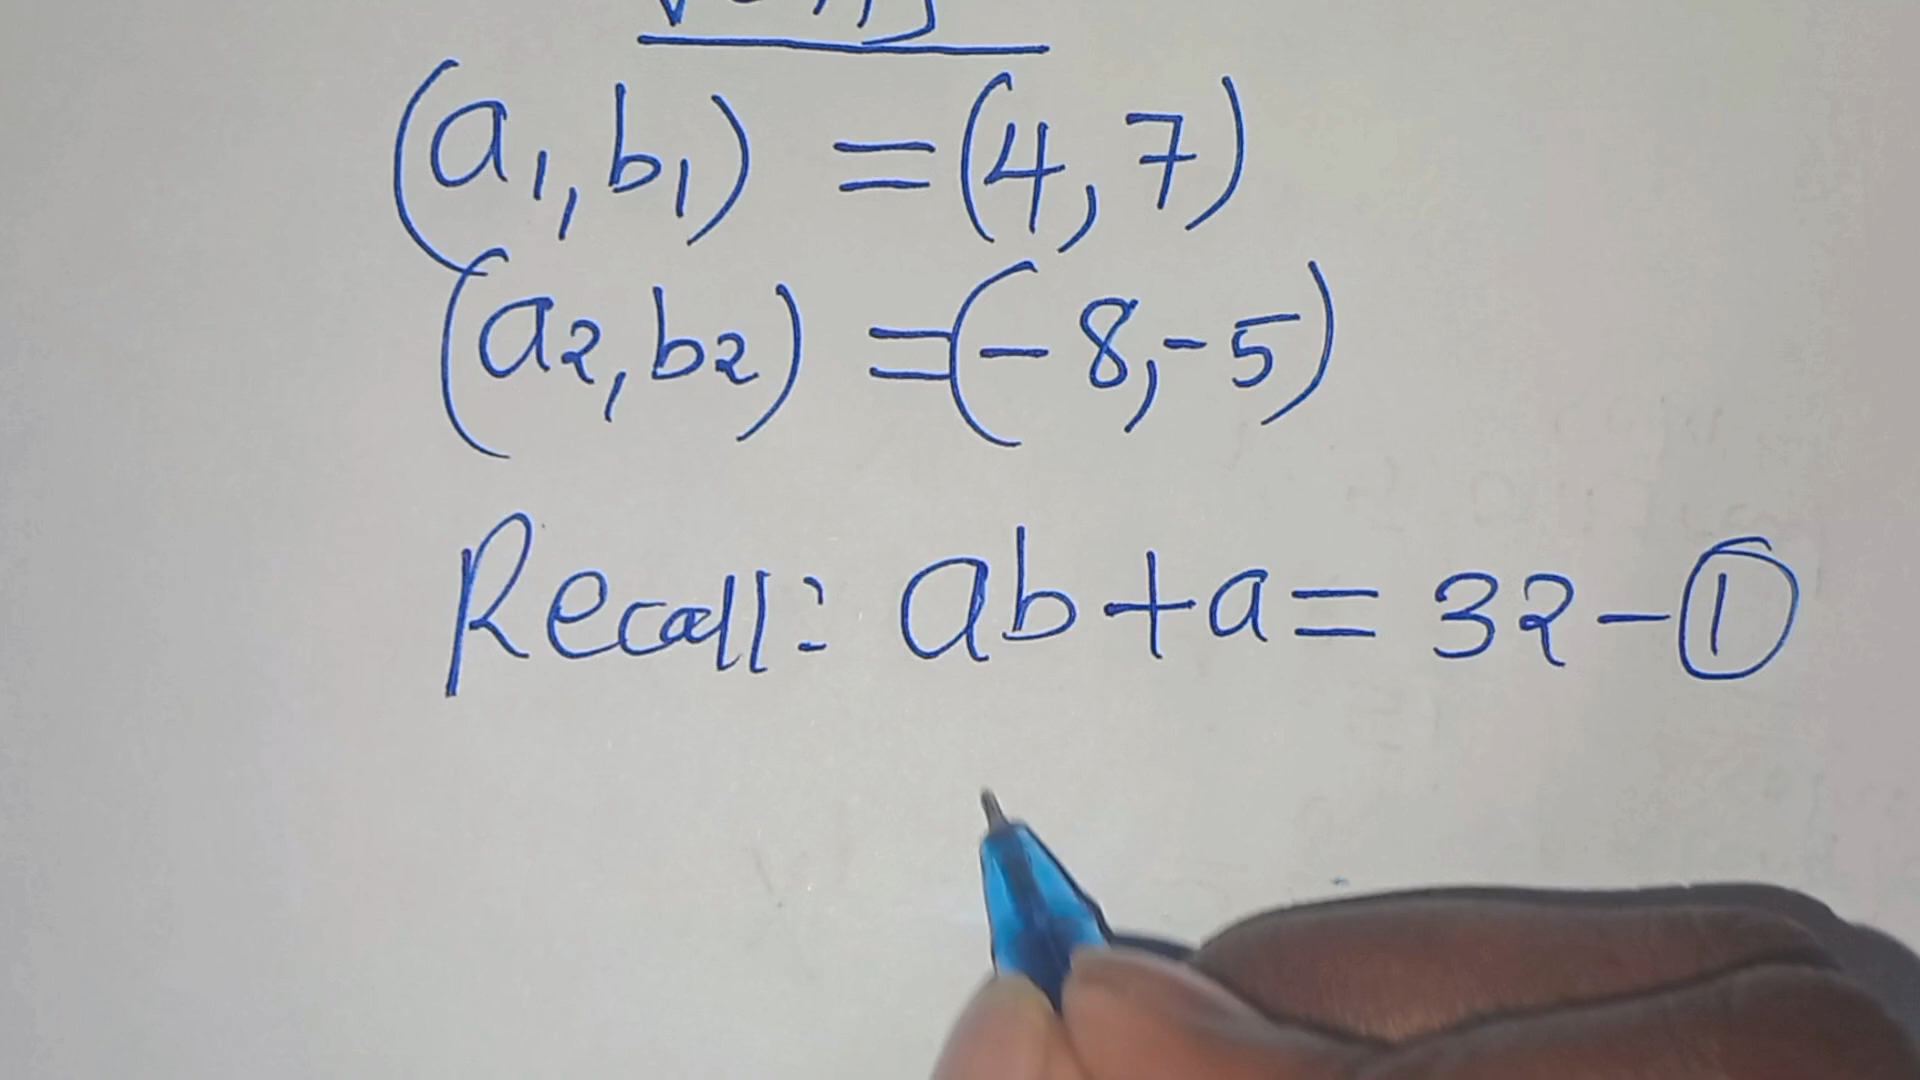 (a1, b1) = (4, 7)
(a2, b2) = (-8, -5)
Recall: ab + a = 32 - ①